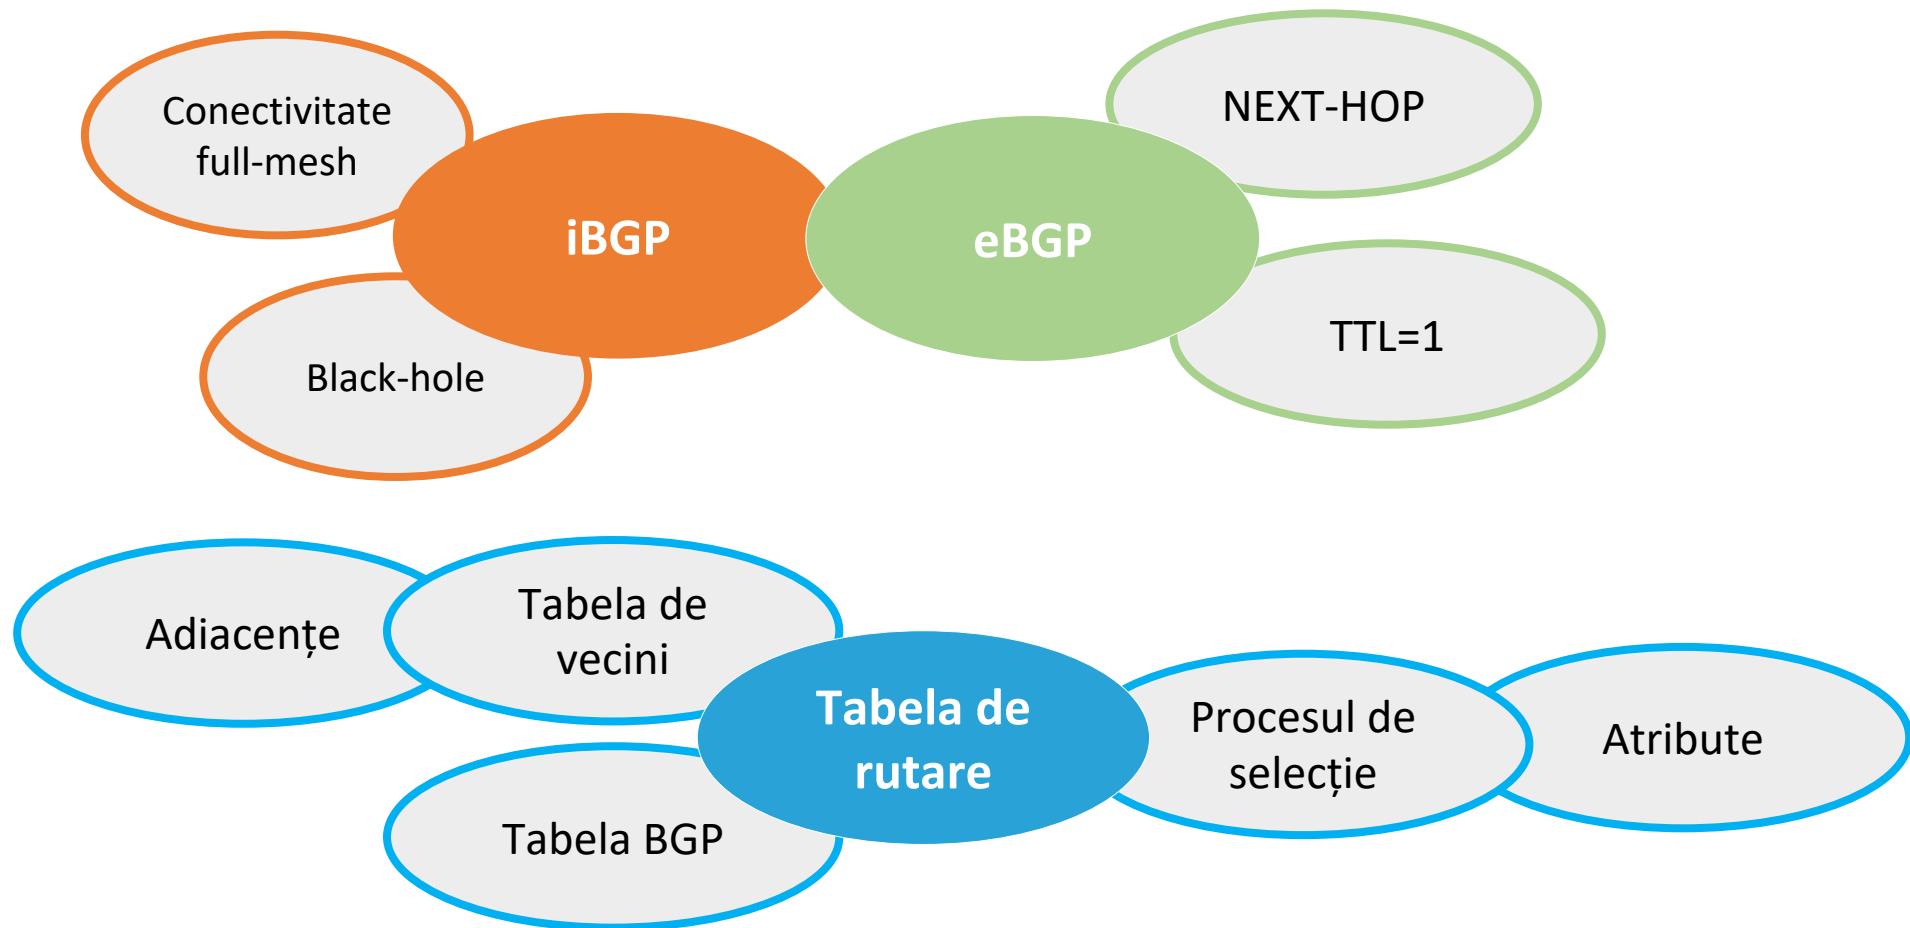 Conectivitate
full-mesh
iBGP
Black-hole
eBGP
NEXT-HOP
TTL=1
Adiacențe
Tabela de
vecini
Tabela BGP
Tabela de
rutare
Procesul de
selecție
Atribute